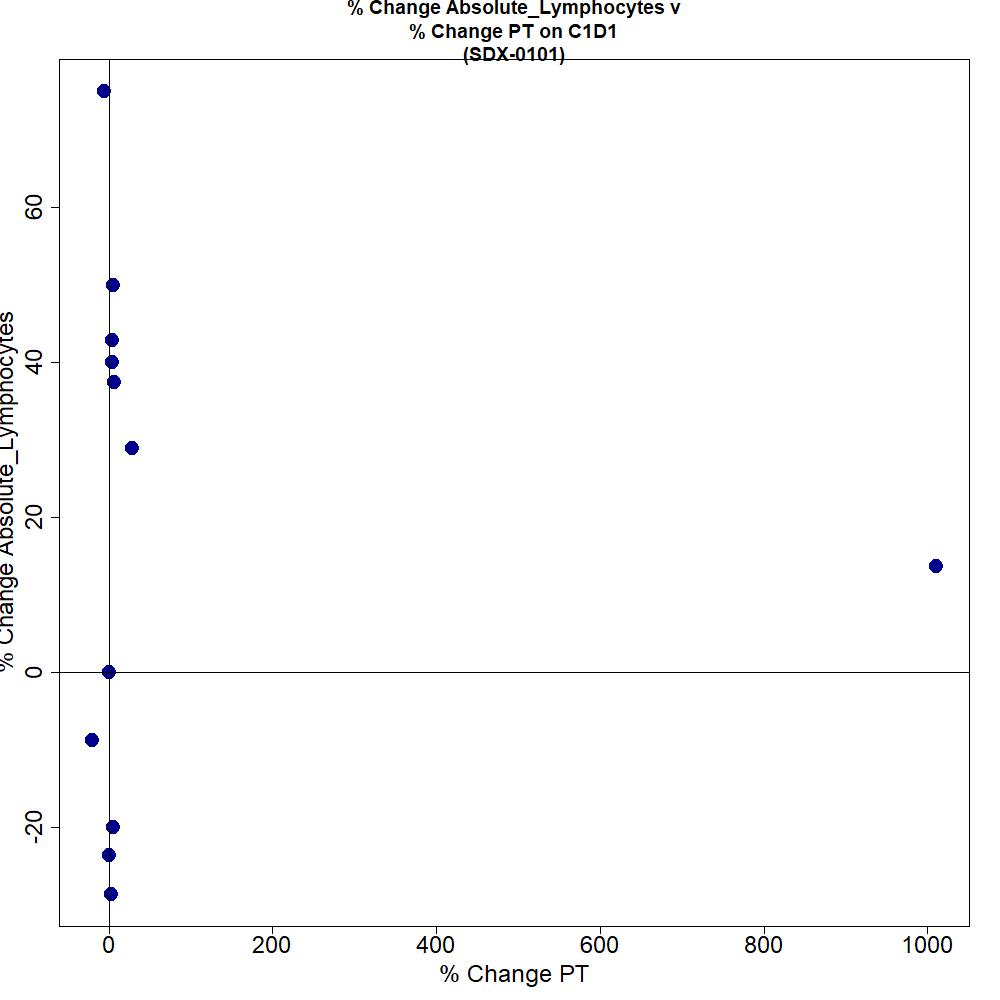 % Change Absolute_Lymphocytes v
% Change PT on C1D1
(SDX-0101)
% Change Absolute_Lymphocytes
60
40
20
0
-20
0 200 400 600 800 1000
% Change PT